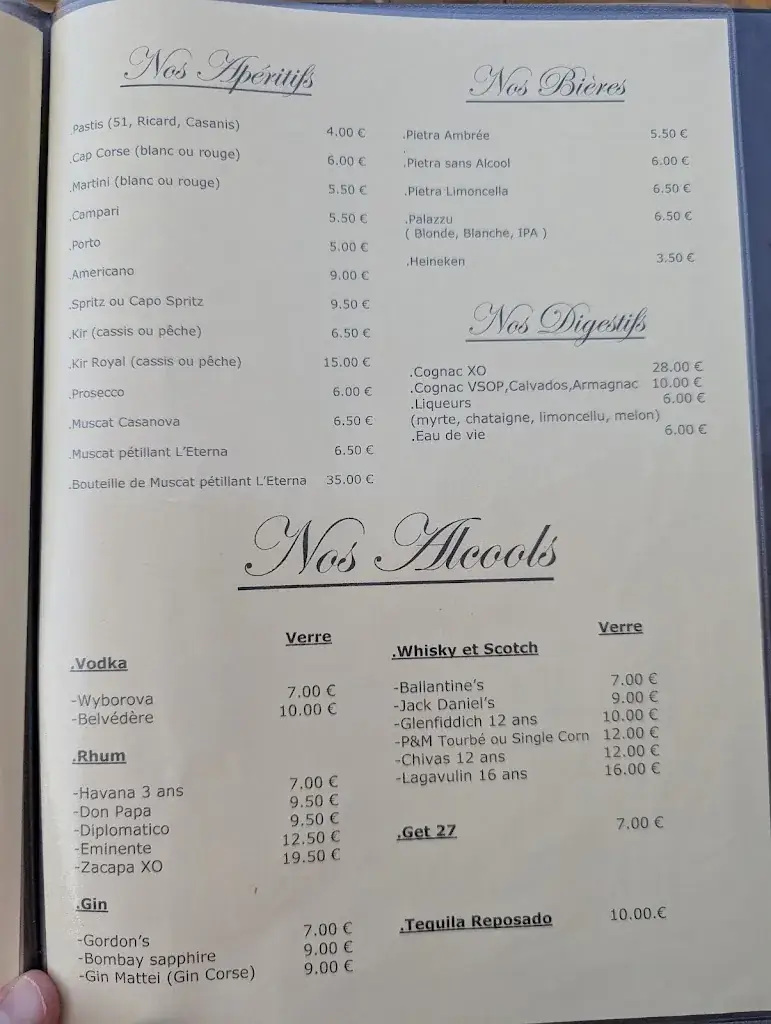 Nos Apéritifs
.Pastis (51, Ricard, Casanis) 4.00 €
.Cap Corse (blanc ou rouge) 6.00 €
.Martini (blanc ou rouge) 5.50 €
.Campari 5.50 €
.Porto 5.00 €
.Americano 9.00 €
.Spritz ou Capo Spritz 9.50 €
.Kir (cassis ou pêche) 6.50 €
.Kir Royal (cassis ou pêche) 15.00 €
.Prosecco 6.00 €
.Muscat Casanova 6.50 €
.Muscat pétillant L'Eterna 6.50 €
.Bouteille de Muscat pétillant L'Eterna 35.00 €
Nos Bières
.Pietra Ambrée 5.50 €
.Pietra sans Alcool 6.00 €
.Pietra Limoncella 6.50 €
.Palazzu 6.50 €
( Blonde, Blanche, IPA )
.Heineken 3.50 €
Nos Digestifs
.Cognac XO 28.00 €
.Cognac VSOP,Calvados,Armagnac 10.00 €
.Liqueurs 6.00 €
(myrte, chataigne, limoncellu, melon)
.Eau de vie 6.00 €
Nos Alcools
Verre
.Vodka
-Wyborova 7.00 €
-Belvédère 10.00 €
.Rhum
-Havana 3 ans 7.00 €
-Don Papa 9.50 €
-Diplomatico 9.50 €
-Eminente 12.50 €
-Zacapa XO 19.50 €
.Gin
-Gordon's 7.00 €
-Bombay sapphire 9.00 €
-Gin Mattei (Gin Corse) 9.00 €
Verre
.Whisky et Scotch
-Ballantine's 7.00 €
-Jack Daniel's 9.00 €
-Glenfiddich 12 ans 10.00 €
-P&M Tourbé ou Single Corn 12.00 €
-Chivas 12 ans 12.00 €
-Lagavulin 16 ans 16.00 €
.Get 27 7.00 €
.Tequila Reposado 10.00.€